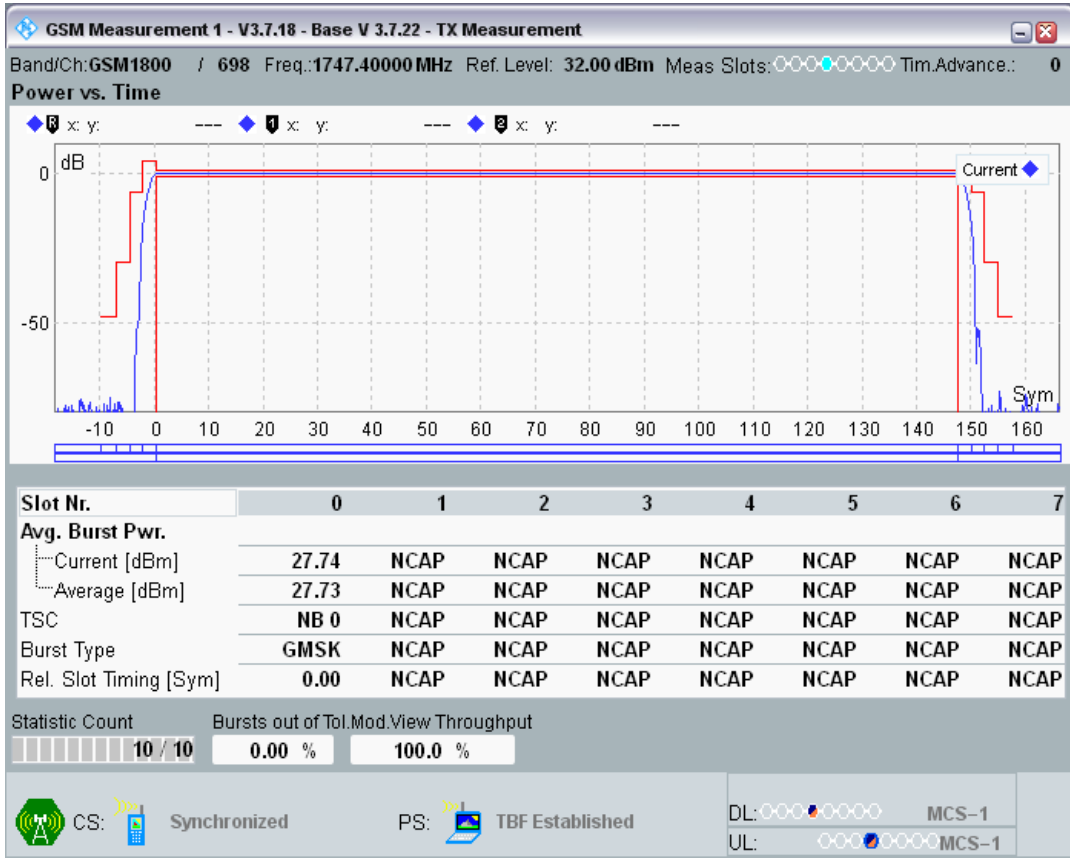 GSM Measurement 1 - V3.7.18 - Base V 3.7.22 - TX Measurement
Band/Ch:GSM1800 / 698 Freq.:1747.40000 MHz Ref. Level: 32.00 dBm Meas Slots: Tim.Advance.: 0
Power vs. Time
R x: y: --- 1 x: y: --- 2 x: y: ---
dB
Current
0
-50
Sym
-10 0 10 20 30 40 50 60 70 80 90 100 110 120 130 140 150 160
Slot Nr. 0 1 2 3 4 5 6 7
Avg. Burst Pwr.
Current [dBm] 27.74 NCAP NCAP NCAP NCAP NCAP NCAP NCAP
Average [dBm] 27.73 NCAP NCAP NCAP NCAP NCAP NCAP NCAP
TSC NB 0 NCAP NCAP NCAP NCAP NCAP NCAP NCAP
Burst Type GMSK NCAP NCAP NCAP NCAP NCAP NCAP NCAP
Rel. Slot Timing [Sym] 0.00 NCAP NCAP NCAP NCAP NCAP NCAP NCAP
Statistic Count Bursts out of Tol.Mod.View Throughput
10 / 10 0.00 % 100.0 %
CS: Synchronized PS: TBF Established
DL: MCS-1
UL: MCS-1